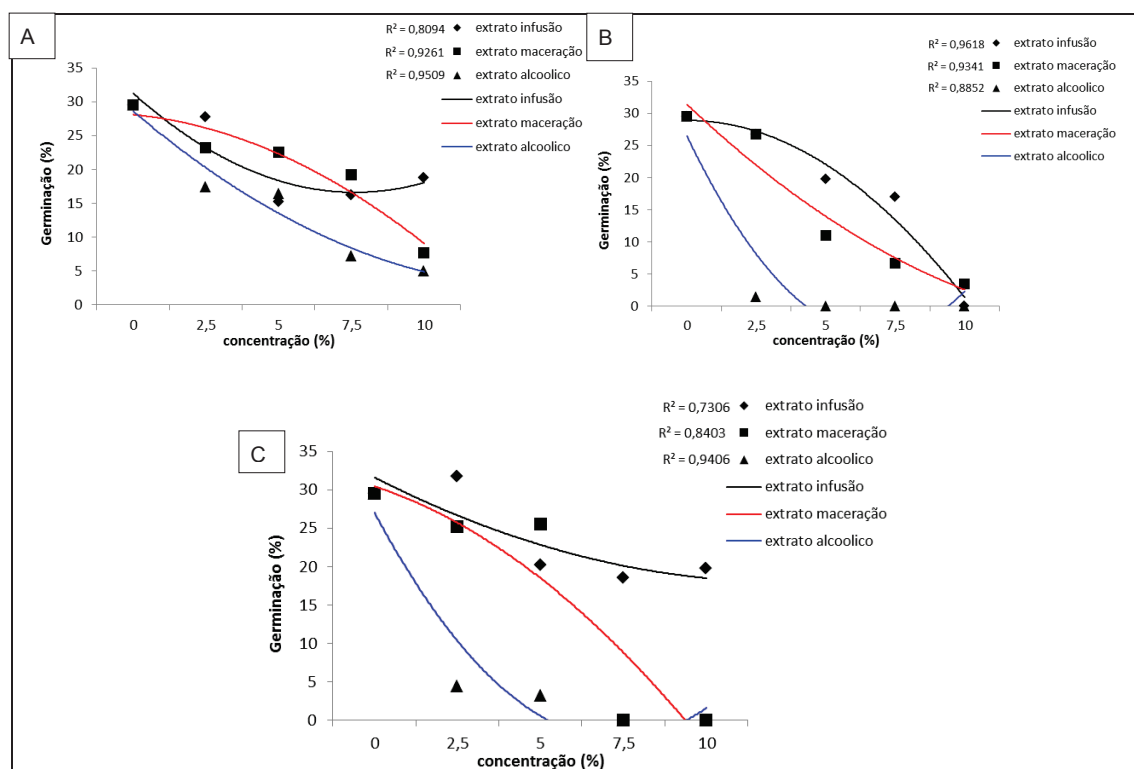 A
R² = 0,8094 extrato infusão
R² = 0,9261 extrato maceração
R² = 0,9509 extrato alcoolico
extrato infusão
extrato maceração
extrato alcoolico
35
30
25
20
15
10
5
0
Germinação (%)
0 2,5 5 7,5 10
concentração (%)
B
R² = 0,9618 extrato infusão
R² = 0,9341 extrato maceração
R² = 0,8852 extrato alcoolico
extrato infusão
extrato maceração
extrato alcoolico
35
30
25
20
15
10
5
0
Germinação (%)
0 2,5 5 7,5 10
concentração (%)
C
R² = 0,7306 extrato infusão
R² = 0,8403 extrato maceração
R² = 0,9406 extrato alcoolico
extrato infusão
extrato maceração
extrato alcoolico
35
30
25
20
15
10
5
0
Germinação (%)
0 2,5 5 7,5 10
concentração (%)